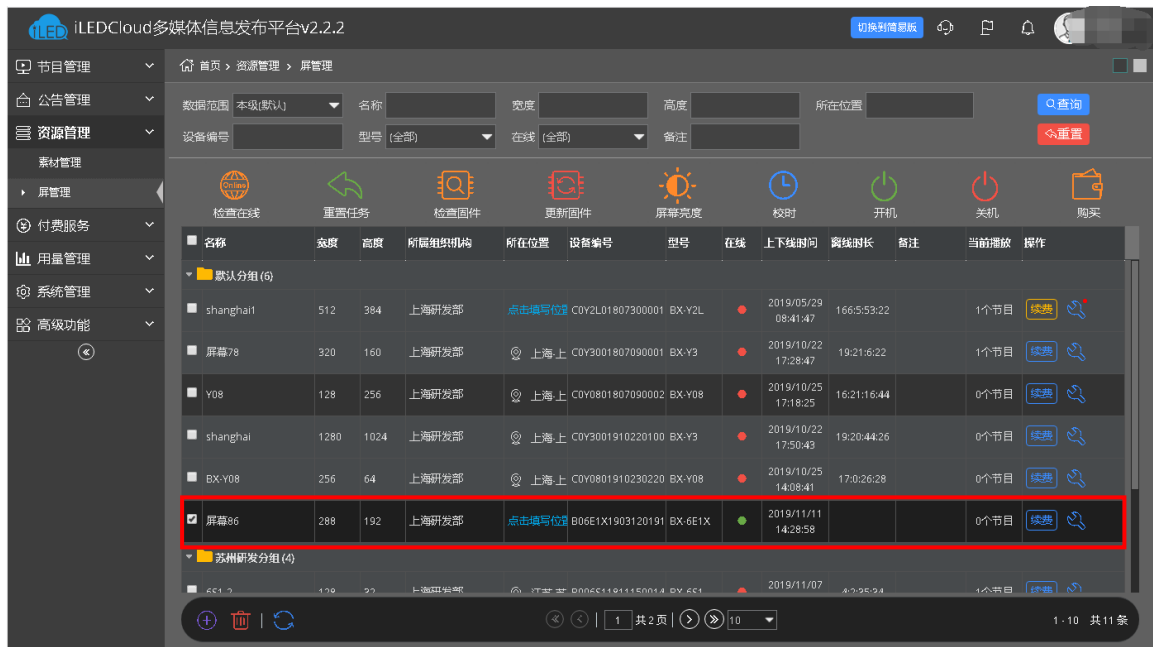 iLED iLEDCloud多媒体信息发布平台v2.2.2 切换到简易版
节目管理
公告管理
资源管理
素材管理
屏管理
付费服务
用量管理
系统管理
高级功能
首页 > 资源管理 > 屏管理
数据范围 本级(默认) 名称 宽度 高度 所在位置 查询
设备编号 型号 (全部) 在线 (全部) 备注 重置
Online
检查在线 重置任务 检查固件 更新固件 屏幕亮度 校时 开机 关机 购买
名称 宽度 高度 所属组织机构 所在位置 设备编号 型号 在线 上下线时间 离线时长 备注 当前播放 操作
默认分组 (6)
shanghai1 512 384 上海研发部 点击填写位置 C0Y2L01807300001 BX-Y2L 2019/05/29 08:41:47 166:5:53:22 1个节目 续费
屏幕78 320 160 上海研发部 上海-上 C0Y3001807090001 BX-Y3 2019/10/22 17:28:47 19:21:6:22 1个节目 续费
Y08 128 256 上海研发部 上海-上 C0Y0801807090002 BX-Y08 2019/10/25 17:18:25 16:21:16:44 0个节目 续费
shanghai 1280 1024 上海研发部 上海-上 C0Y3001910220100 BX-Y3 2019/10/22 17:50:43 19:20:44:26 0个节目 续费
BX-Y08 256 64 上海研发部 上海-上 C0Y0801910230220 BX-Y08 2019/10/25 14:08:41 17:0:26:28 0个节目 续费
屏幕86 288 192 上海研发部 点击填写位置 B06E1X1903120191 BX-6E1X 2019/11/11 14:28:58 0个节目 续费
苏州研发分组 (4)
2019/11/07
1 共2页 10 1 - 10 共11条